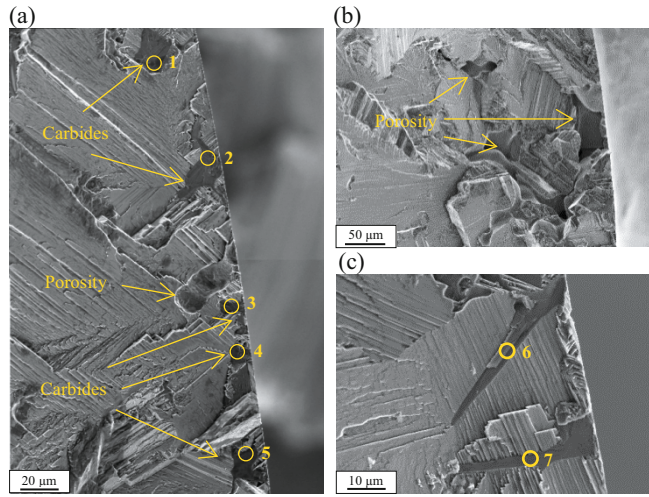 (a)
1
Carbides
2
Porosity
3
4
Carbides
5
20 μm
(b)
Porosity
50 μm
(c)
6
7
10 μm